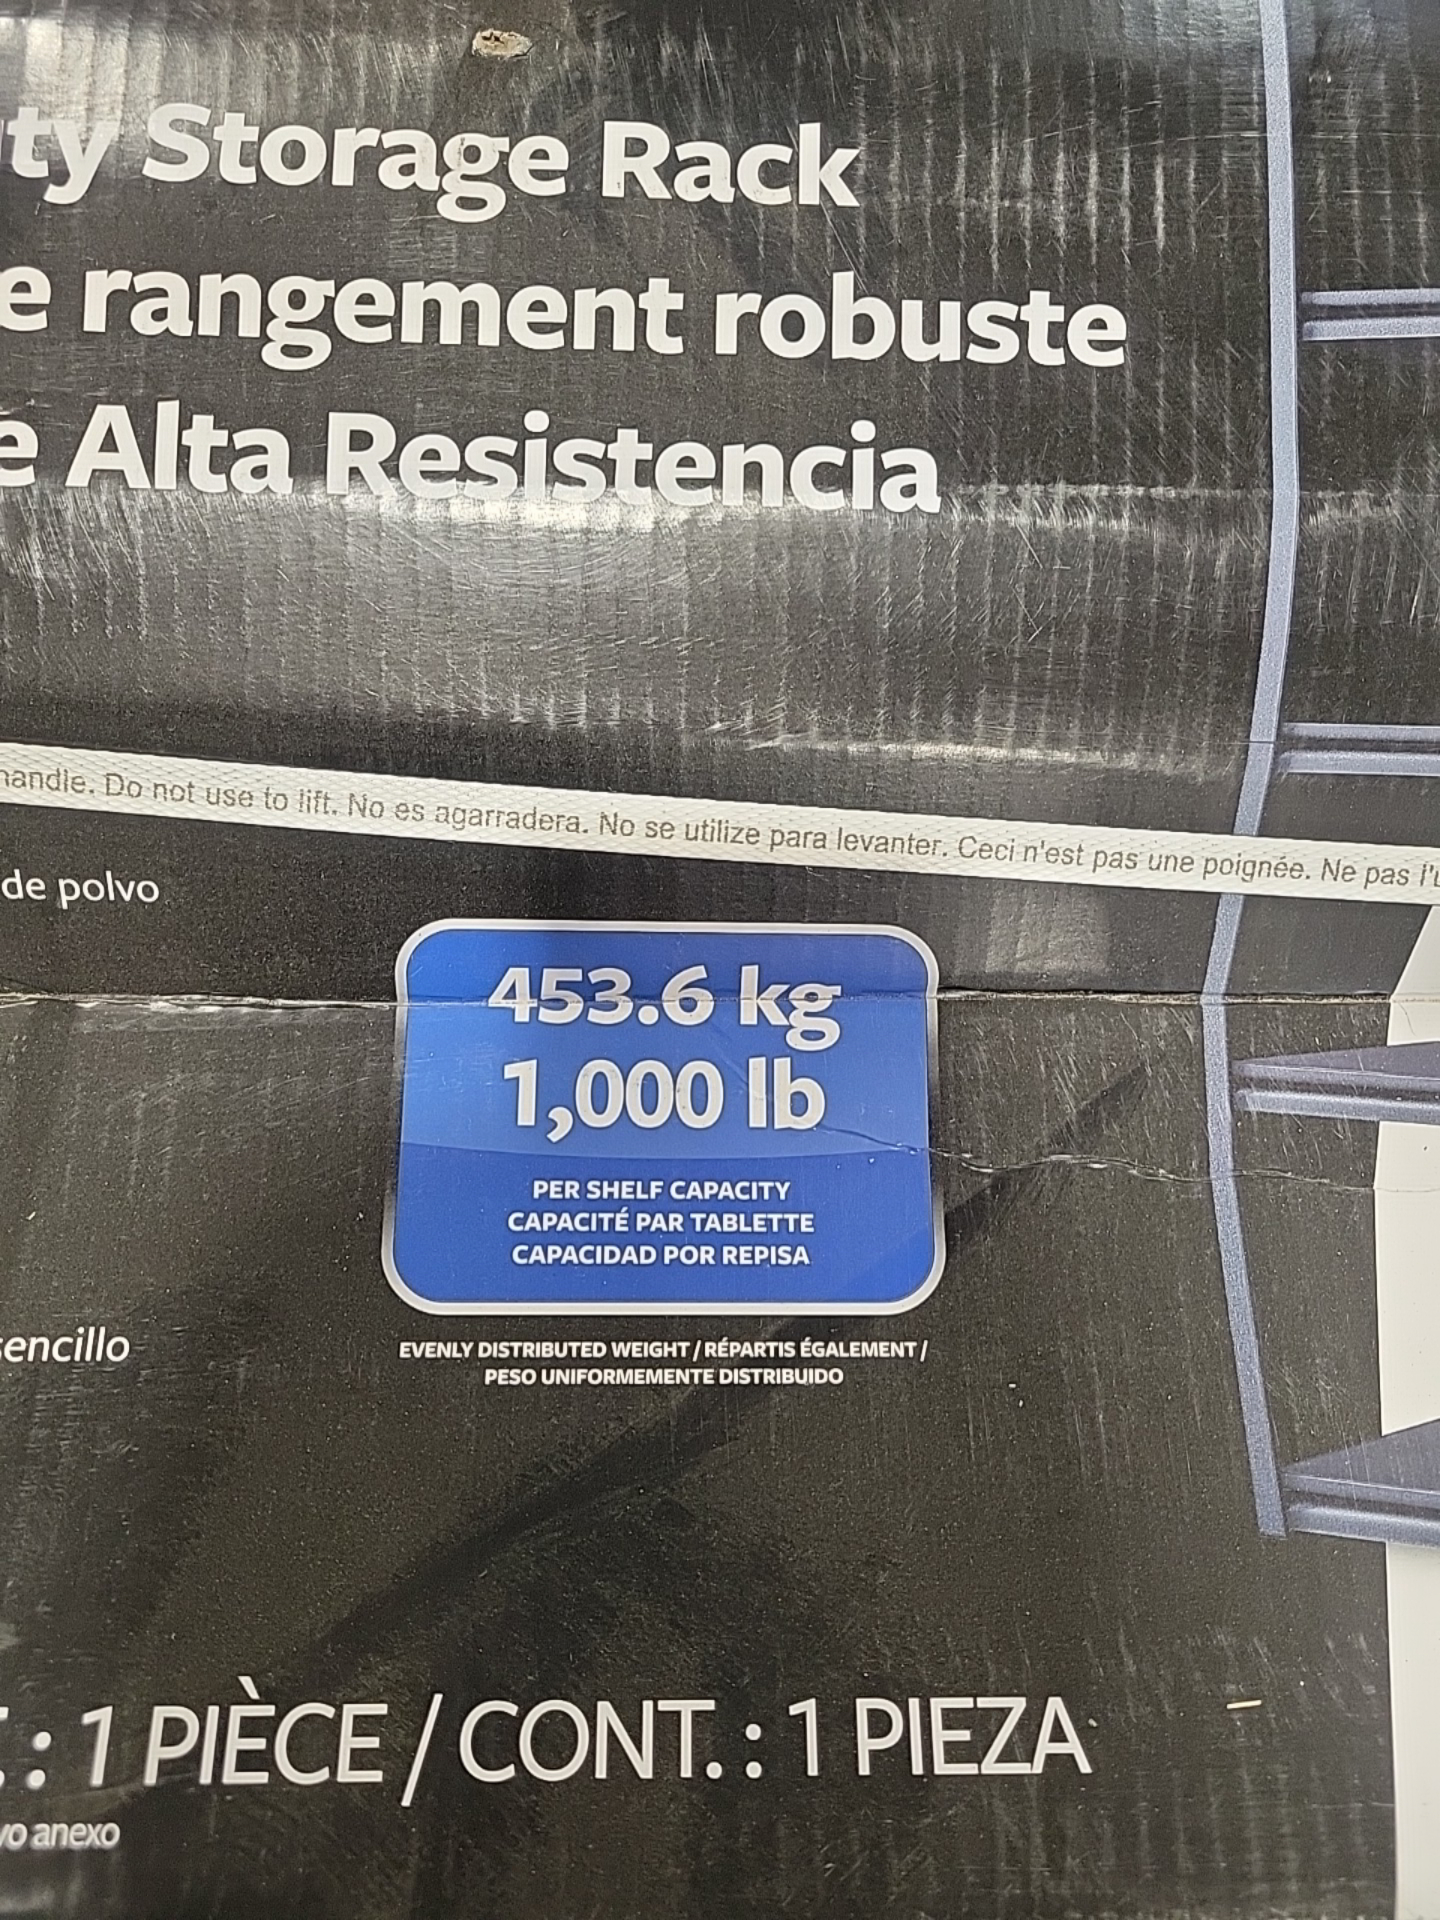 ty Storage Rack
e rangement robuste
e Alta Resistencia
handle. Do not use to lift. No es agarradera. No se utilize para levanter. Ceci n'est pas une poignée. Ne pas l'u
de polvo
453.6 kg
1,000 lb
PER SHELF CAPACITY
CAPACITÉ PAR TABLETTE
CAPACIDAD POR REPISA
sencillo
EVENLY DISTRIBUTED WEIGHT / RÉPARTIS ÉGALEMENT /
PESO UNIFORMEMENTE DISTRIBUIDO
: 1 PIÈCE / CONT. : 1 PIEZA
vo anexo